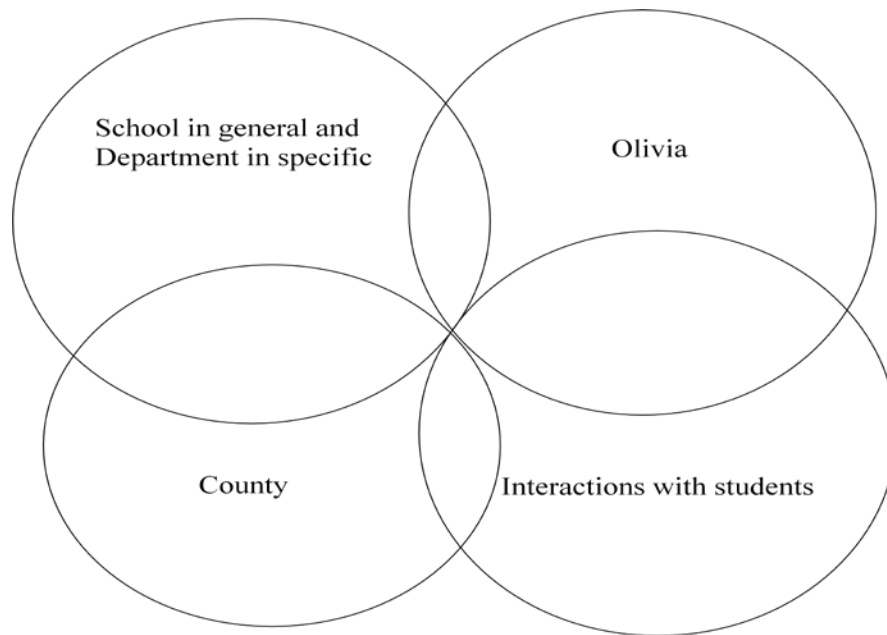 School in general and
Department in specific
Olivia
County
Interactions with students